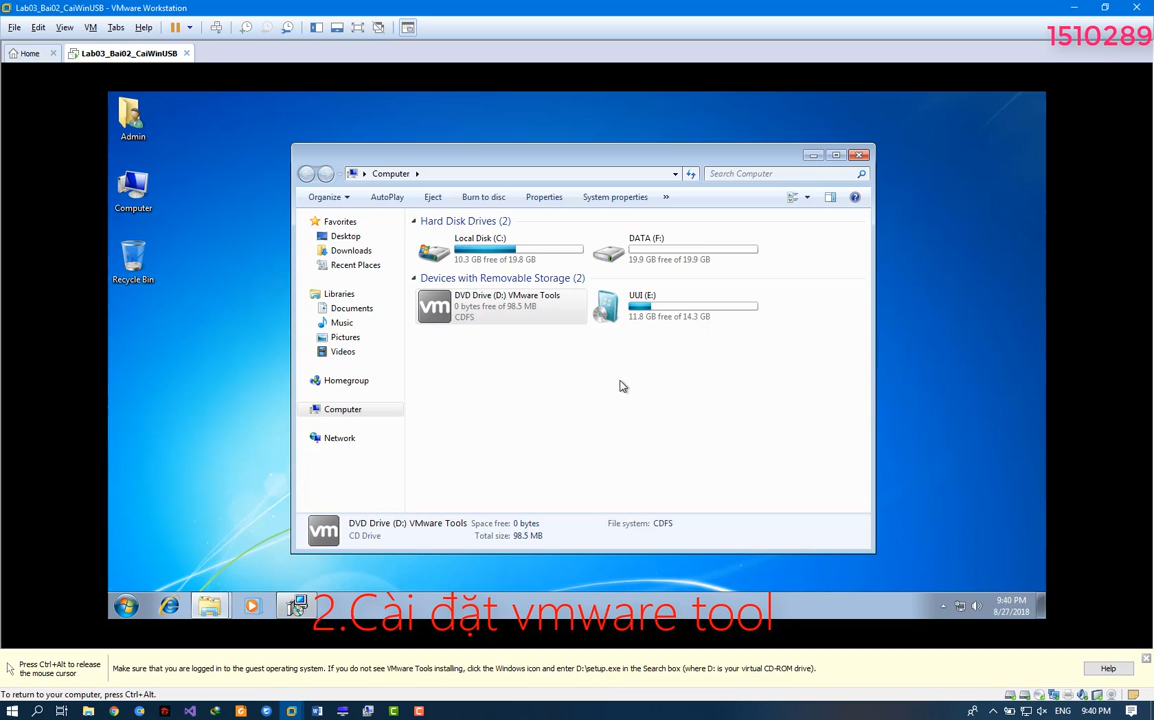 Lab03_Bai02_CaiWinUSB - VMware Workstation
File Edit View VM Tabs Help
1510289
Home
Lab03_Bai02_CaiWinUSB
Admin
Computer
Recycle Bin
Computer
Search Computer
Organize AutoPlay Eject Burn to disc Properties System properties »
Favorites
Desktop
Downloads
Recent Places
Libraries
Documents
Music
Pictures
Videos
Homegroup
Computer
Network
Hard Disk Drives (2)
Local Disk (C:)
10.3 GB free of 19.8 GB
DATA (F:)
19.9 GB free of 19.9 GB
Devices with Removable Storage (2)
DVD Drive (D:) VMware Tools
0 bytes free of 98.5 MB
CDFS
UUI (E:)
11.8 GB free of 14.3 GB
vm
vm
DVD Drive (D:) VMware Tools Space free: 0 bytes File system: CDFS
CD Drive Total size: 98.5 MB
2.Cài đặt vmware tool
9:40 PM
8/27/2018
Press Ctrl+Alt to release
the mouse cursor
Make sure that you are logged in to the guest operating system. If you do not see VMware Tools installing, click the Windows icon and enter D:\setup.exe in the Search box (where D: is your virtual CD-ROM drive).
Help
To return to your computer, press Ctrl+Alt.
ENG 9:40 PM